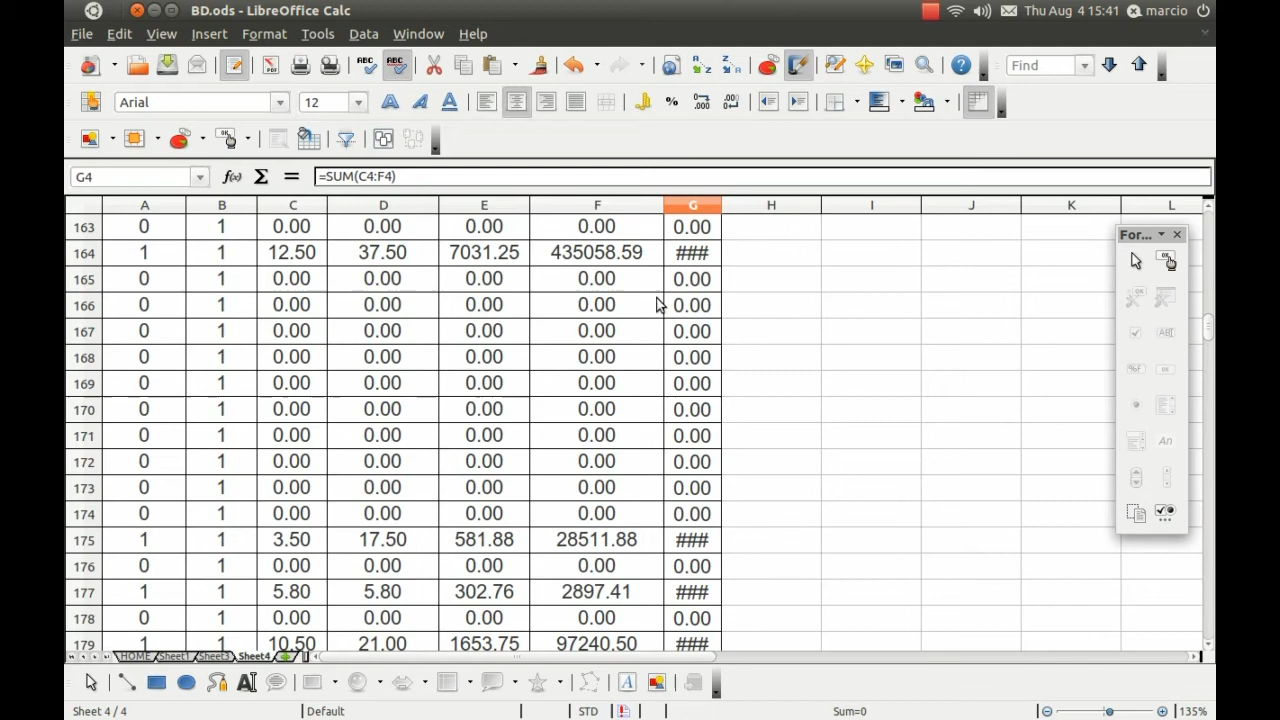 BD.ods - LibreOffice Calc Thu Aug 4 15:41 marcio
File Edit View Insert Format Tools Data Window Help
ABC ABC Find
Arial 12 % .000 .000
G4 f(x) Σ = =SUM(C4:F4)
A B C D E F G H I J K L
163 0 1 0.00 0.00 0.00 0.00 0.00
164 1 1 12.50 37.50 7031.25 435058.59 ###
165 0 1 0.00 0.00 0.00 0.00 0.00
166 0 1 0.00 0.00 0.00 0.00 0.00
167 0 1 0.00 0.00 0.00 0.00 0.00
168 0 1 0.00 0.00 0.00 0.00 0.00
169 0 1 0.00 0.00 0.00 0.00 0.00
170 0 1 0.00 0.00 0.00 0.00 0.00
171 0 1 0.00 0.00 0.00 0.00 0.00
172 0 1 0.00 0.00 0.00 0.00 0.00
173 0 1 0.00 0.00 0.00 0.00 0.00
174 0 1 0.00 0.00 0.00 0.00 0.00
175 1 1 3.50 17.50 581.88 28511.88 ###
176 0 1 0.00 0.00 0.00 0.00 0.00
177 1 1 5.80 5.80 302.76 2897.41 ###
178 0 1 0.00 0.00 0.00 0.00 0.00
179 1 1 10.50 21.00 1653.75 97240.50 ###
For...
HOME Sheet1 Sheet3 Sheet4
Sheet 4 / 4 Default STD Sum=0 135%